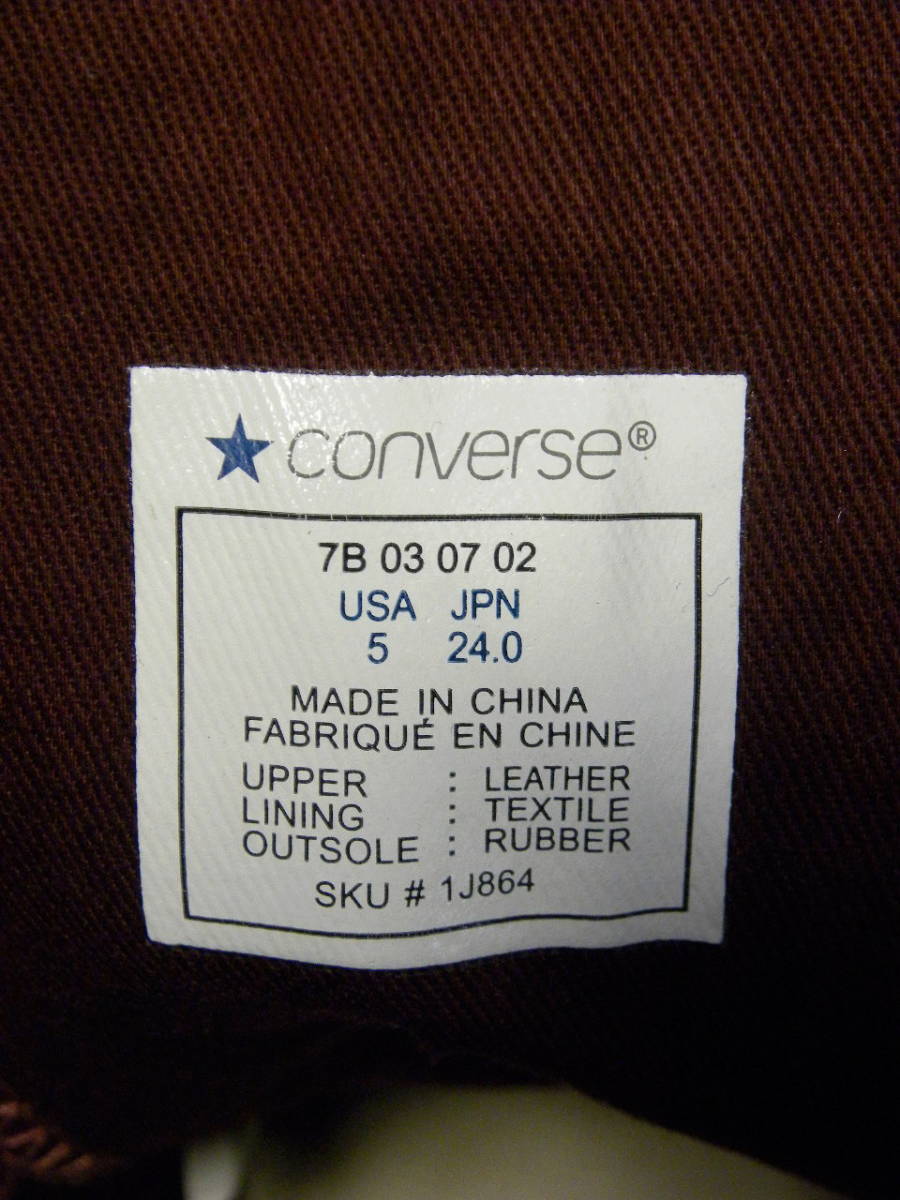 converse®
7B 03 07 02
USA JPN
5 24.0
MADE IN CHINA
FABRIQUÉ EN CHINE
UPPER : LEATHER
LINING : TEXTILE
OUTSOLE : RUBBER
SKU # 1J864